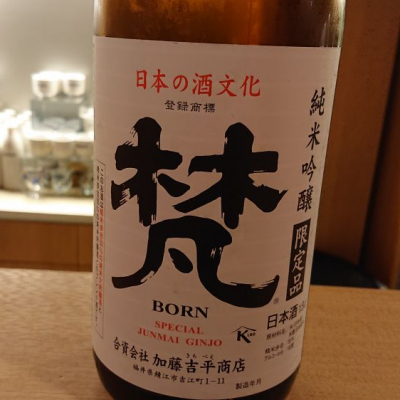 日本の酒文化
登録商標
梵
純米吟醸
限定品
BORN
SPECIAL
JUNMAI GINJO
日本酒
合資会社 加藤吉平商店
福井県鯖江市吉江町1-11
製造年月